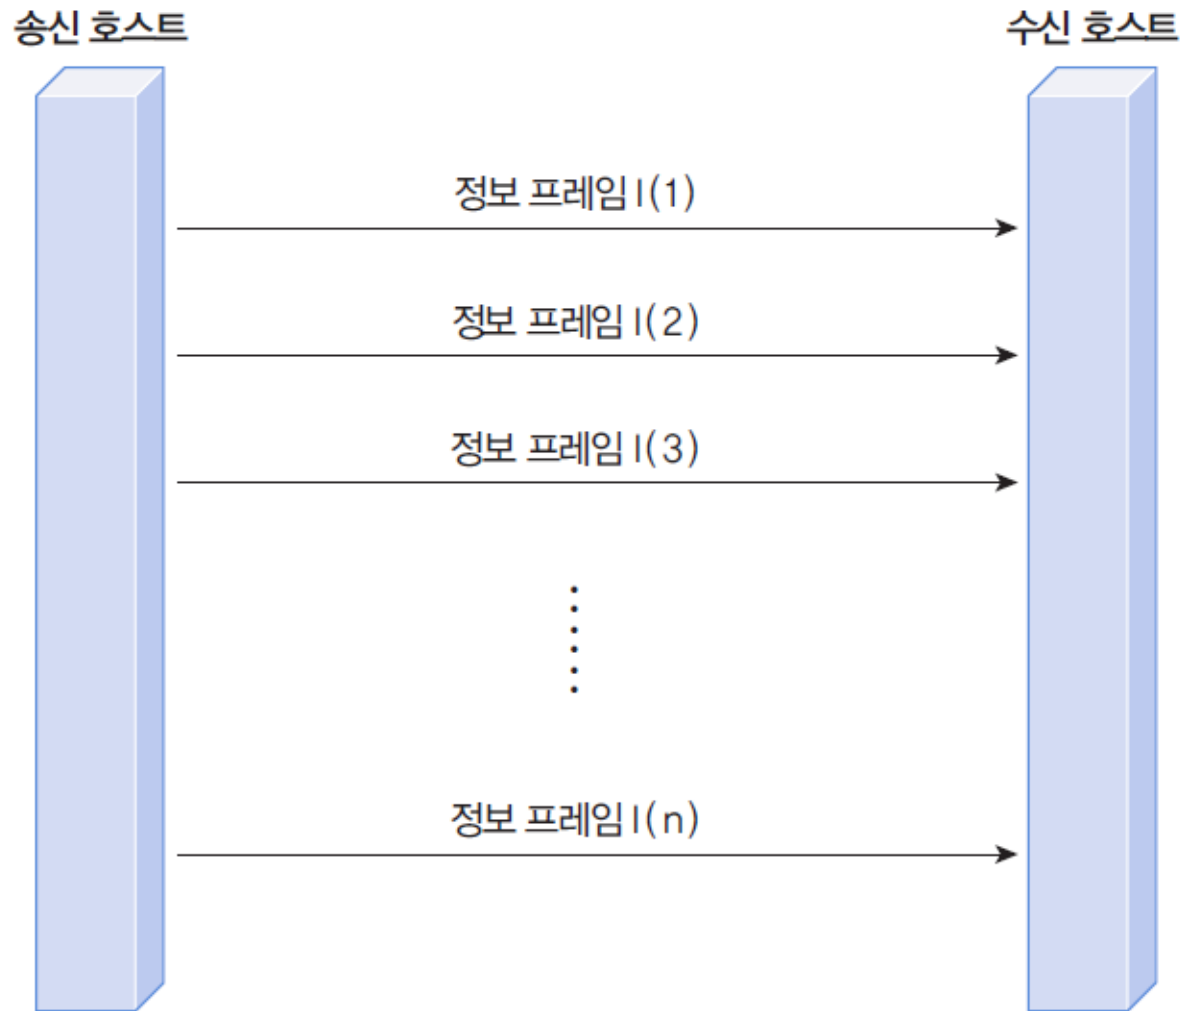 송신 호스트
수신 호스트
정보 프레임 I(1)
정보 프레임 I(2)
정보 프레임 I(3)
정보 프레임 I(n)